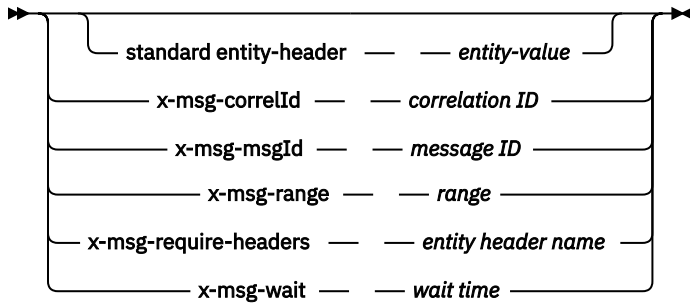 standard entity-header entity-value
x-msg-correlId correlation ID
x-msg-msgId message ID
x-msg-range range
x-msg-require-headers entity header name
x-msg-wait wait time